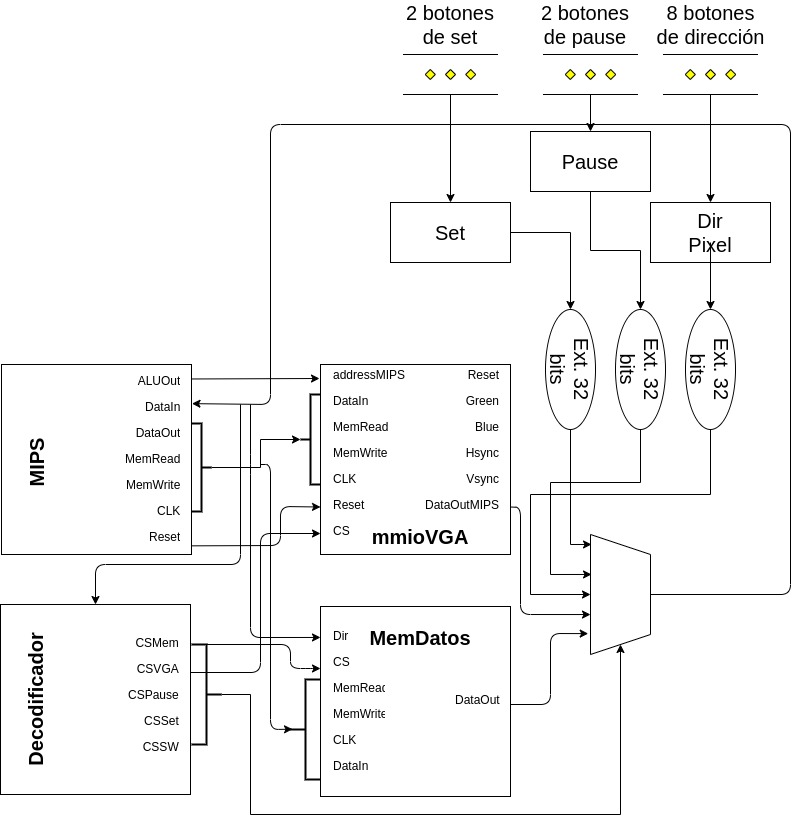 2 botones
de set
2 botones
de pause
8 botones
de dirección
Pause
Set
Dir
Pixel
Ext. 32
bits
Ext. 32
bits
Ext. 32
bits
MIPS
ALUOut
DataIn
DataOut
MemRead
MemWrite
CLK
Reset
addressMIPS
DataIn
MemRead
MemWrite
CLK
Reset
CS
Reset
Green
Blue
Hsync
Vsync
DataOutMIPS
mmioVGA
Decodificador
CSMem
CSVGA
CSPause
CSSet
CSSW
MemDatos
Dir
CS
MemRead
MemWrite
CLK
DataIn
DataOut